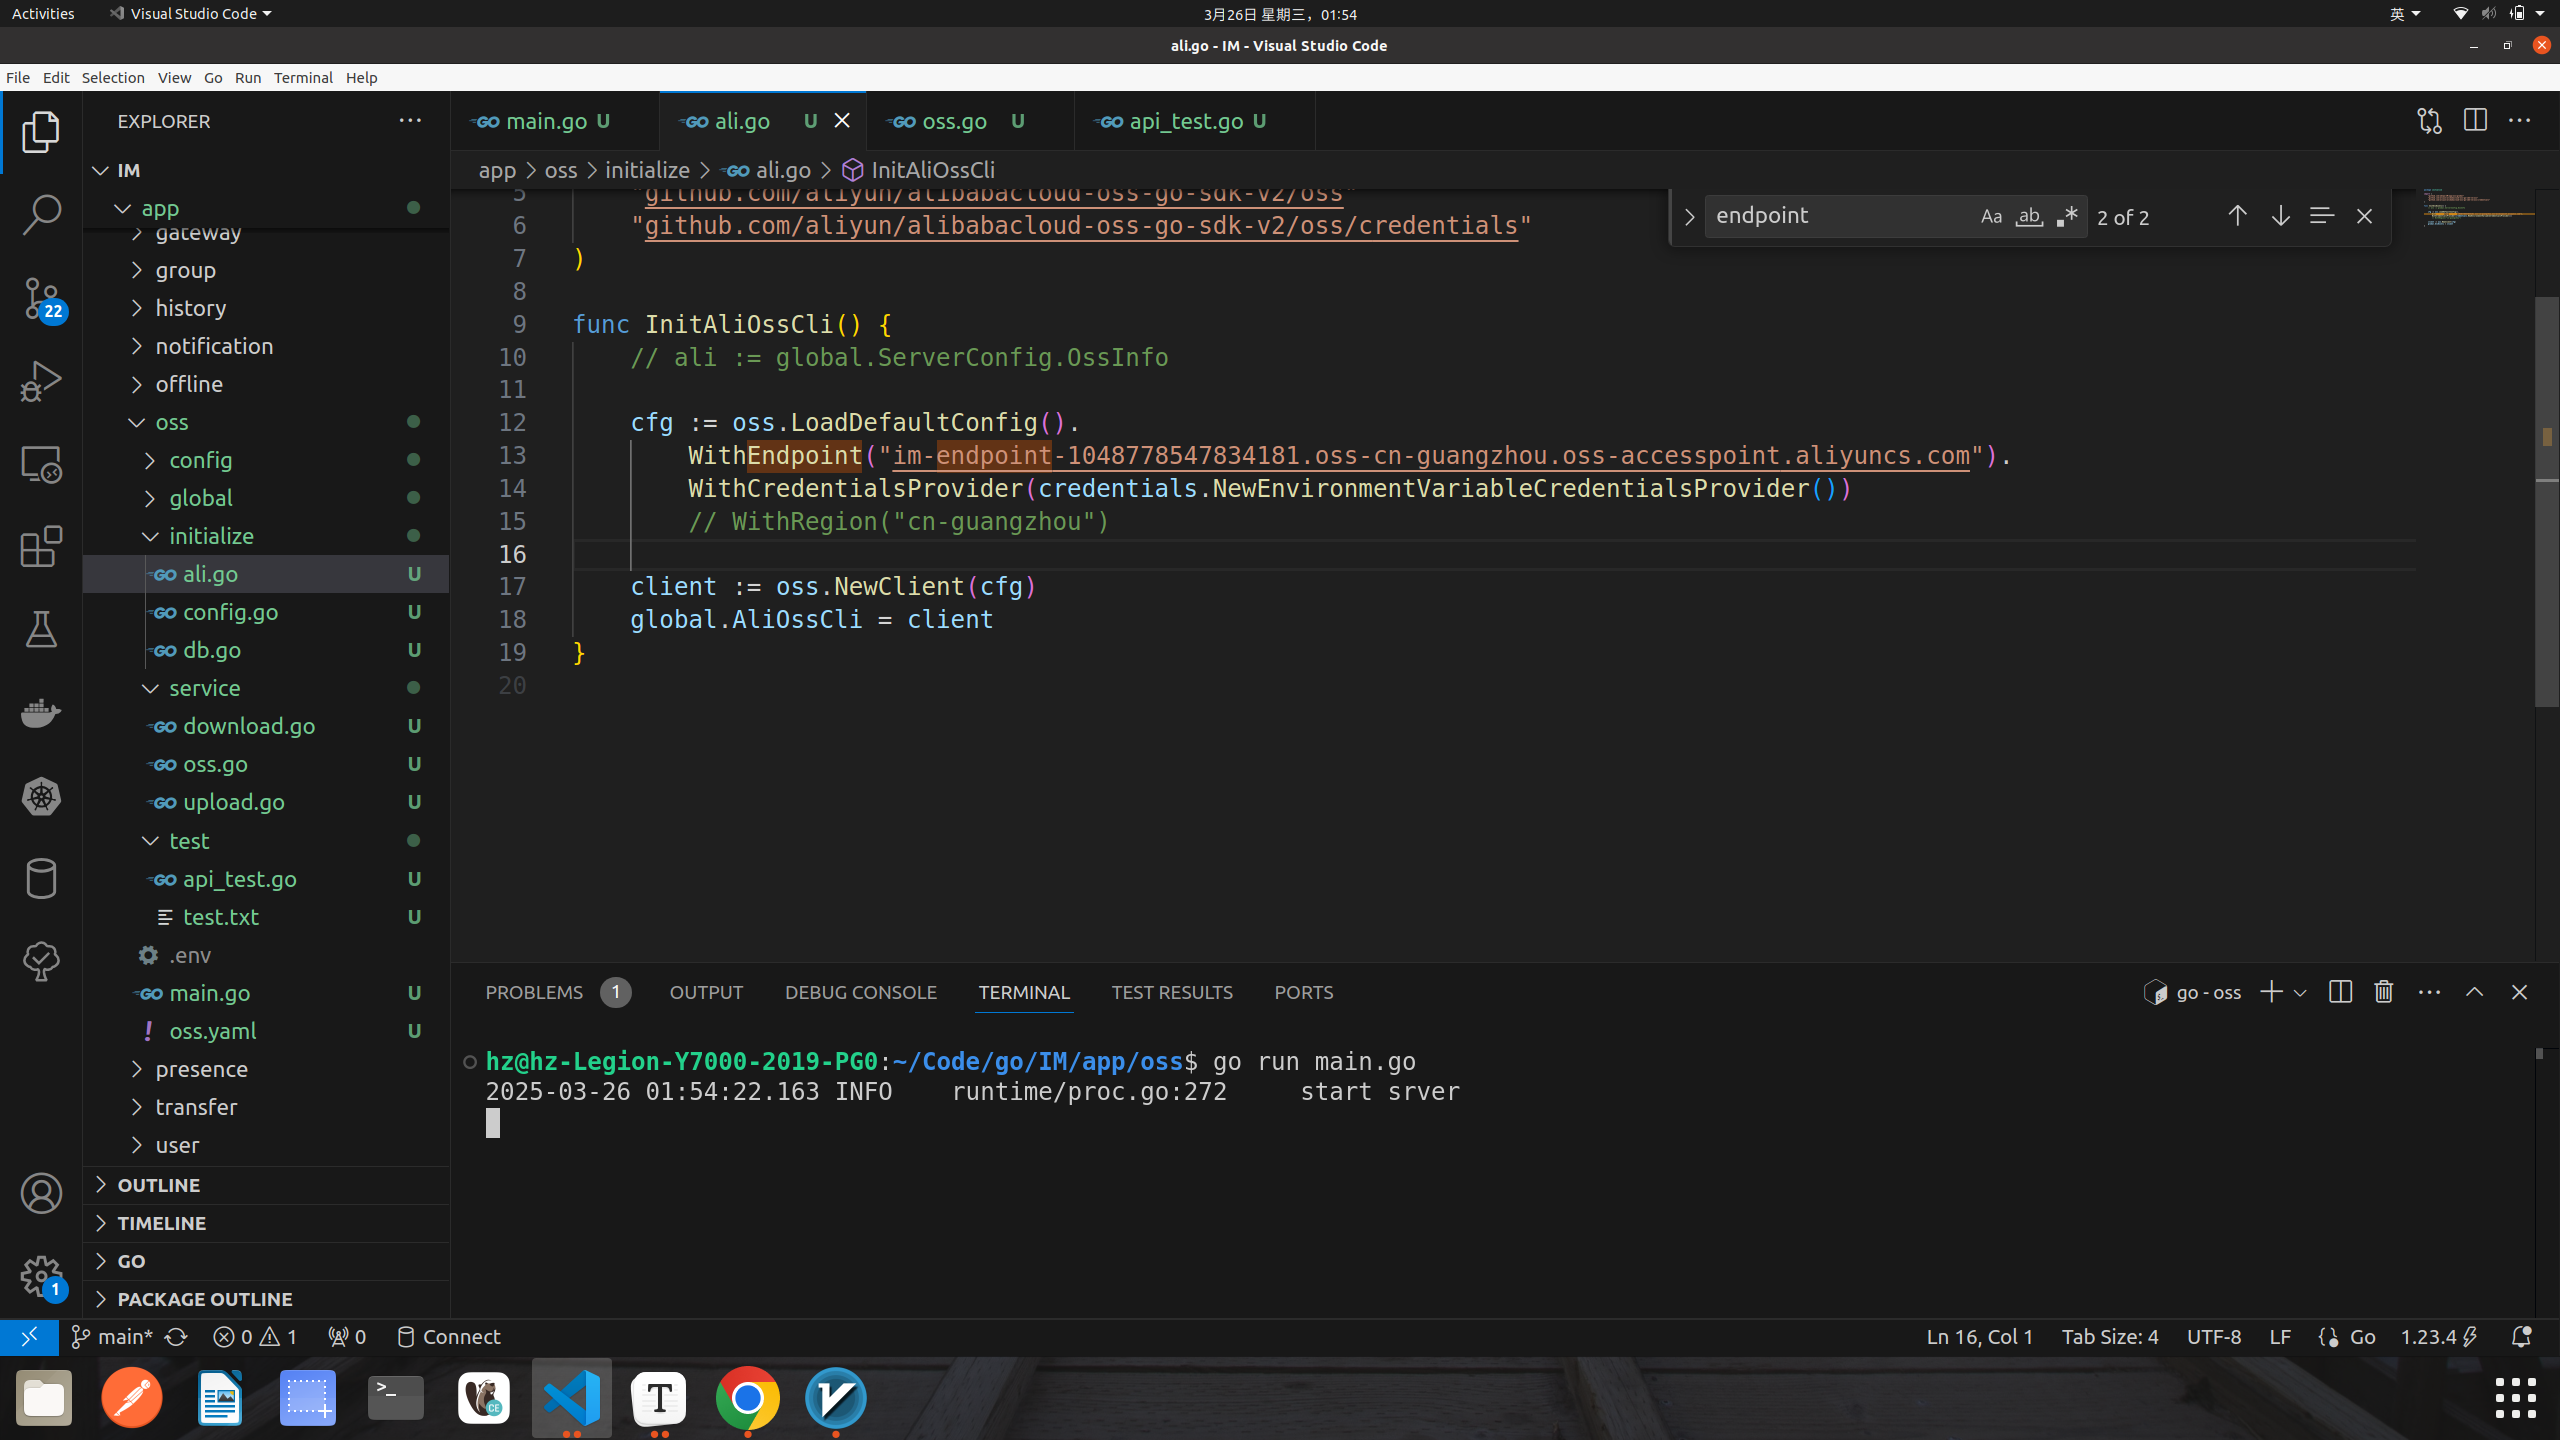 Activities Visual Studio Code 3月26日 星期三，01:54 英
ali.go - IM - Visual Studio Code
File Edit Selection View Go Run Terminal Help
EXPLORER
IM
app
gateway
group
history
notification
offline
oss
config
global
initialize
ali.go U
config.go U
db.go U
service
download.go U
oss.go U
upload.go U
test
api_test.go U
test.txt U
.env
main.go U
oss.yaml U
presence
transfer
user
OUTLINE
TIMELINE
GO
PACKAGE OUTLINE
22
1
main.go U ali.go U oss.go U api_test.go U
app > oss > initialize > ali.go > InitAliOssCli
endpoint Aa ab .* 2 of 2
5 "github.com/aliyun/alibabacloud-oss-go-sdk-v2/oss"
6 "github.com/aliyun/alibabacloud-oss-go-sdk-v2/oss/credentials"
7 )
8
9 func InitAliOssCli() {
10 // ali := global.ServerConfig.OssInfo
11
12 cfg := oss.LoadDefaultConfig().
13 WithEndpoint("im-endpoint-1048778547834181.oss-cn-guangzhou.oss-accesspoint.aliyuncs.com").
14 WithCredentialsProvider(credentials.NewEnvironmentVariableCredentialsProvider())
15 // WithRegion("cn-guangzhou")
16
17 client := oss.NewClient(cfg)
18 global.AliOssCli = client
19 }
20
PROBLEMS 1 OUTPUT DEBUG CONSOLE TERMINAL TEST RESULTS PORTS go - oss
hz@hz-Legion-Y7000-2019-PG0:~/Code/go/IM/app/oss$ go run main.go
2025-03-26 01:54:22.163 INFO runtime/proc.go:272 start srver
main* 0 1 0 Connect Ln 16, Col 1 Tab Size: 4 UTF-8 LF Go 1.23.4